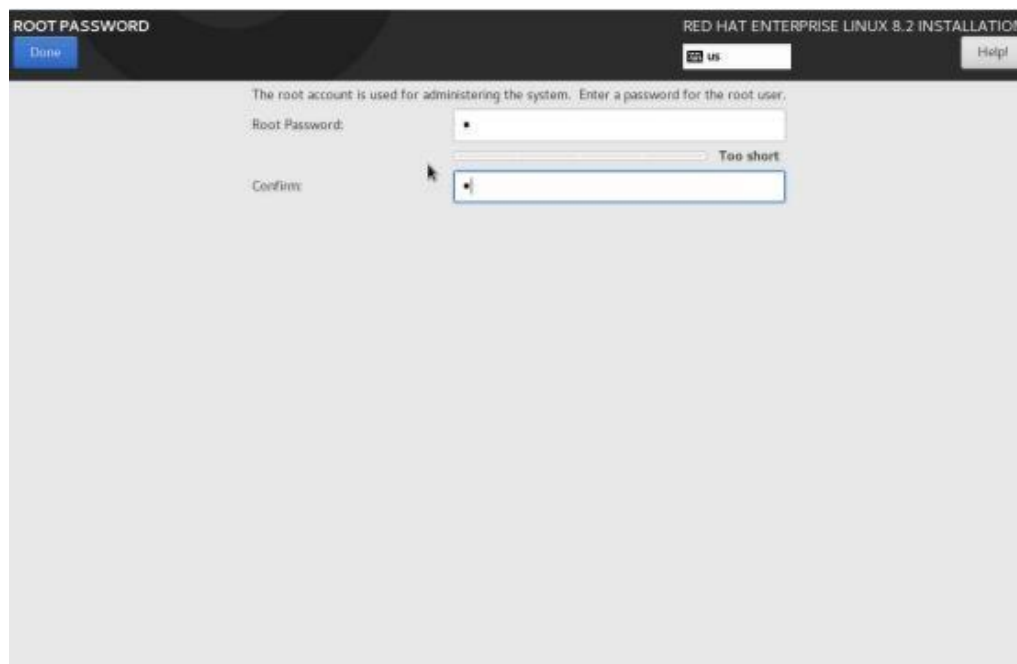 ROOT PASSWORD
RED HAT ENTERPRISE LINUX 8.2 INSTALLATION
Done
us
Help!
The root account is used for administering the system. Enter a password for the root user.
Root Password:
•
Too short
Confirm:
•